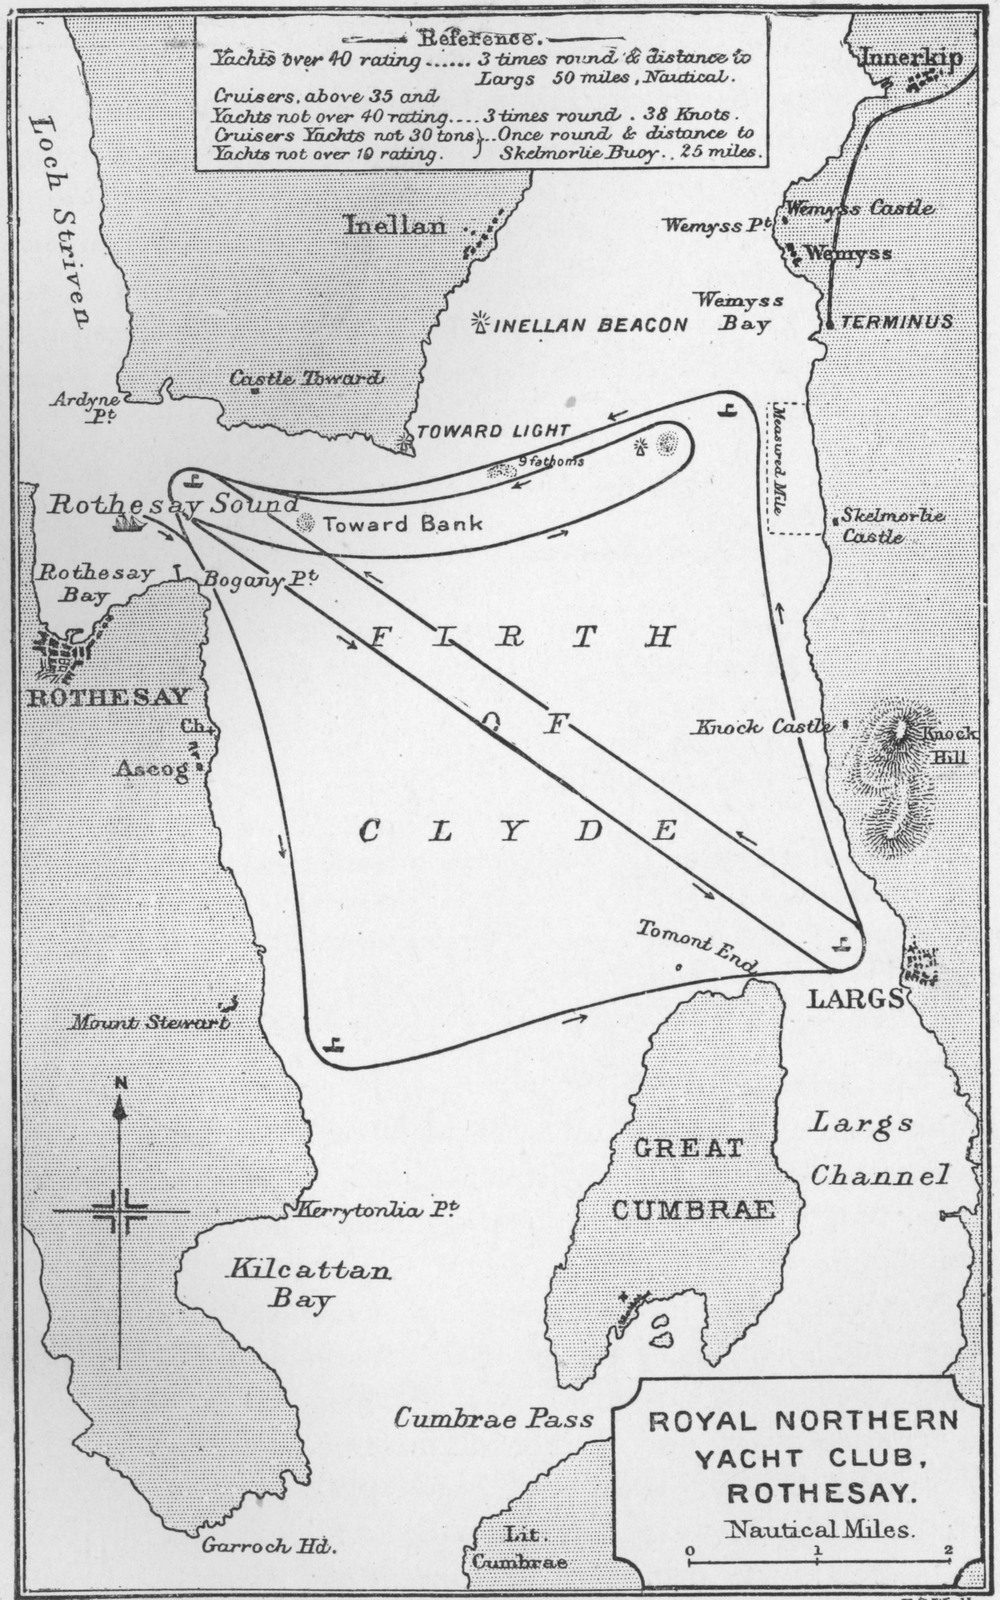 Reference.
Yachts over 40 rating...... 3 times round & distance to
Largs 50 miles, Nautical.
Cruisers, above 35 and
Yachts not over 40 rating.... 3 times round . 38 Knots.
Cruisers Yachts not 30 tons)...Once round & distance to
Yachts not over 10 rating. ) Skelmorlie Buoy.. 25 miles.
Innerkip
Loch Striven
Inellan
Wemyss Castle
Wemyss Pt
Wemyss
Wemyss
Bay
INELLAN BEACON
TERMINUS
Castle Toward
Ardyne
Pt
TOWARD LIGHT
9 fathoms
Measured Mile
Rothesay Sound
Toward Bank
Skelmorlie
Castle
Rothesay
Bay
Bogany Pt
FIRTH
ROTHESAY
OF
Knock Castle
Knock
Hill
Ch
Ascog
CLYDE
Tomont End
LARGS
Mount Stewart
N
Largs
Channel
GREAT
CUMBRAE
Kerrytonlia Pt
Kilcattan
Bay
Cumbrae Pass
ROYAL NORTHERN
YACHT CLUB,
ROTHESAY.
Nautical Miles.
0 1 2
Garroch Hd.
Lit.
Cumbrae